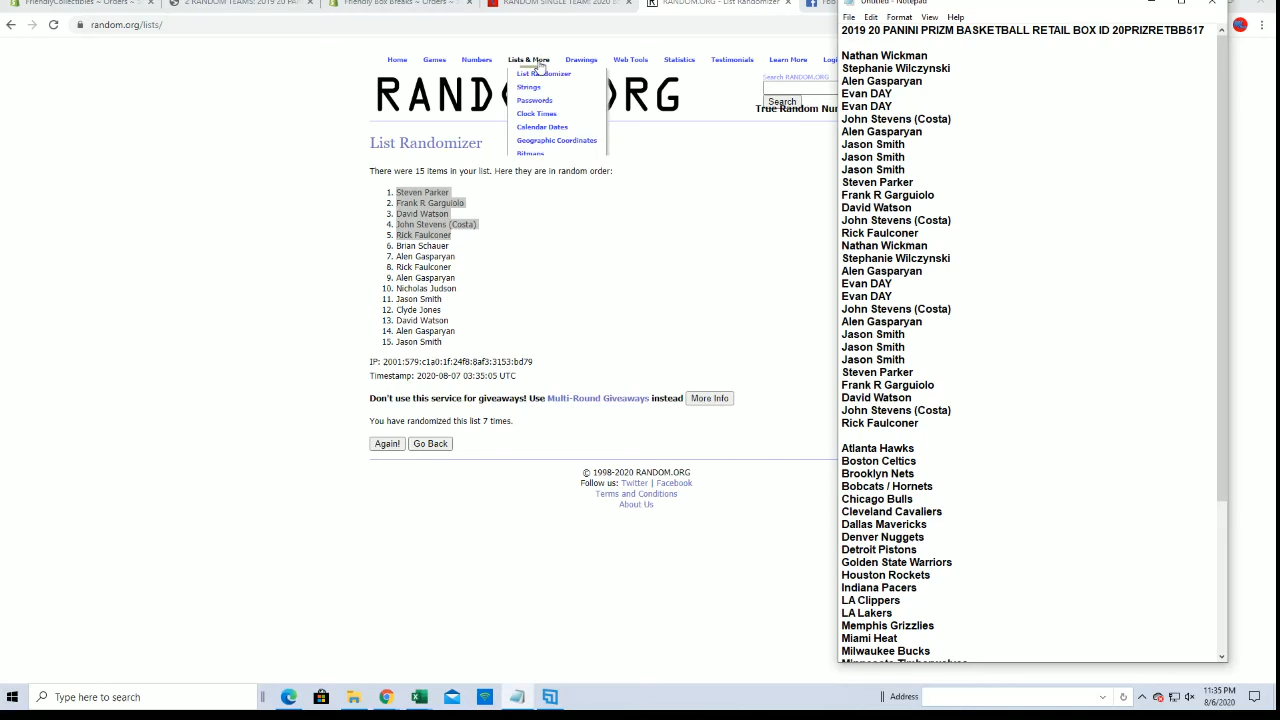 FriendlyCollectibles ~ Orders ~ S
2 RANDOM TEAMS: 2019 20 PA
Friendly Box Breaks ~ Orders ~
RANDOM SINGLE TEAM: 2020 B
RANDOM.ORG - List Randomizer
Foo
random.org/lists/
Home Games Numbers Lists & More Drawings Web Tools Statistics Testimonials Learn More Logi
List Randomizer
Strings
Passwords
Clock Times
Calendar Dates
Geographic Coordinates
Bitmaps
Search RANDOM.ORG
Search
True Random Nu
List Randomizer
There were 15 items in your list. Here they are in random order:
1. Steven Parker
2. Frank R Garguiolo
3. David Watson
4. John Stevens (Costa)
5. Rick Faulconer
6. Brian Schauer
7. Alen Gasparyan
8. Rick Faulconer
9. Alen Gasparyan
10. Nicholas Judson
11. Jason Smith
12. Clyde Jones
13. David Watson
14. Alen Gasparyan
15. Jason Smith
IP: 2001:579:c1a0:1f:24f8:8af3:3153:bd79
Timestamp: 2020-08-07 03:35:05 UTC
Don't use this service for giveaways! Use Multi-Round Giveaways instead More Info
You have randomized this list 7 times.
Again! Go Back
© 1998-2020 RANDOM.ORG
Follow us: Twitter | Facebook
Terms and Conditions
About Us
Untitled - Notepad
File Edit Format View Help
2019 20 PANINI PRIZM BASKETBALL RETAIL BOX ID 20PRIZRETBB517
Nathan Wickman
Stephanie Wilczynski
Alen Gasparyan
Evan DAY
Evan DAY
John Stevens (Costa)
Alen Gasparyan
Jason Smith
Jason Smith
Jason Smith
Steven Parker
Frank R Garguiolo
David Watson
John Stevens (Costa)
Rick Faulconer
Nathan Wickman
Stephanie Wilczynski
Alen Gasparyan
Evan DAY
Evan DAY
John Stevens (Costa)
Alen Gasparyan
Jason Smith
Jason Smith
Jason Smith
Steven Parker
Frank R Garguiolo
David Watson
John Stevens (Costa)
Rick Faulconer
Atlanta Hawks
Boston Celtics
Brooklyn Nets
Bobcats / Hornets
Chicago Bulls
Cleveland Cavaliers
Dallas Mavericks
Denver Nuggets
Detroit Pistons
Golden State Warriors
Houston Rockets
Indiana Pacers
LA Clippers
LA Lakers
Memphis Grizzlies
Miami Heat
Milwaukee Bucks
Minnesota Timberwolves
Type here to search
Address
11:35 PM
8/6/2020